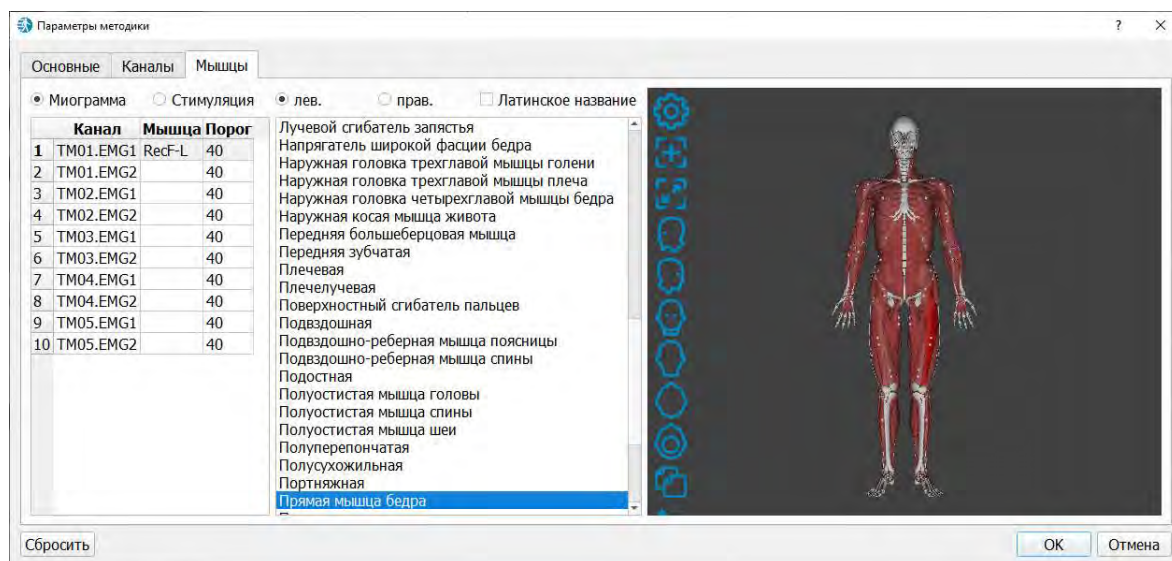 Параметры методики
Основные Каналы Мышцы
Миограмма Стимуляция лев. прав. Латинское название
Канал Мышца Порог
1 TM01.EMG1 RecF-L 40
2 TM01.EMG2 40
3 TM02.EMG1 40
4 TM02.EMG2 40
5 TM03.EMG1 40
6 TM03.EMG2 40
7 TM04.EMG1 40
8 TM04.EMG2 40
9 TM05.EMG1 40
10 TM05.EMG2 40
Лучевой сгибатель запястья
Напрягатель широкой фасции бедра
Наружная головка трехглавой мышцы голени
Наружная головка трехглавой мышцы плеча
Наружная головка четырехглавой мышцы бедра
Наружная косая мышца живота
Передняя большеберцовая мышца
Передняя зубчатая
Плечевая
Плечелучевая
Поверхностный сгибатель пальцев
Подвздошная
Подвздошно-реберная мышца поясницы
Подвздошно-реберная мышца спины
Подостная
Полуостистая мышца головы
Полуостистая мышца спины
Полуостистая мышца шеи
Полуперепончатая
Полусухожильная
Портняжная
Прямая мышца бедра
Сбросить OK Отмена